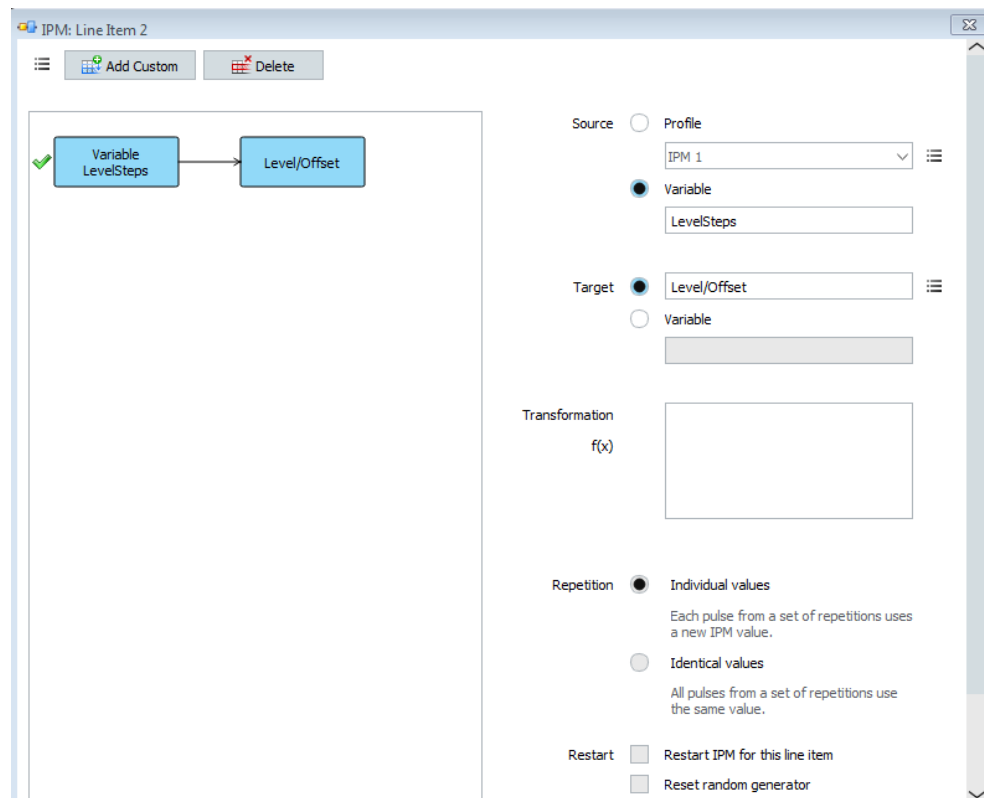 IPM: Line Item 2
Add Custom
Delete
Variable
LevelSteps
Level/Offset
Source
Profile
IPM 1
Variable
LevelSteps
Target
Level/Offset
Variable
Transformation
f(x)
Repetition
Individual values
Each pulse from a set of repetitions uses
a new IPM value.
Identical values
All pulses from a set of repetitions use
the same value.
Restart
Restart IPM for this line item
Reset random generator